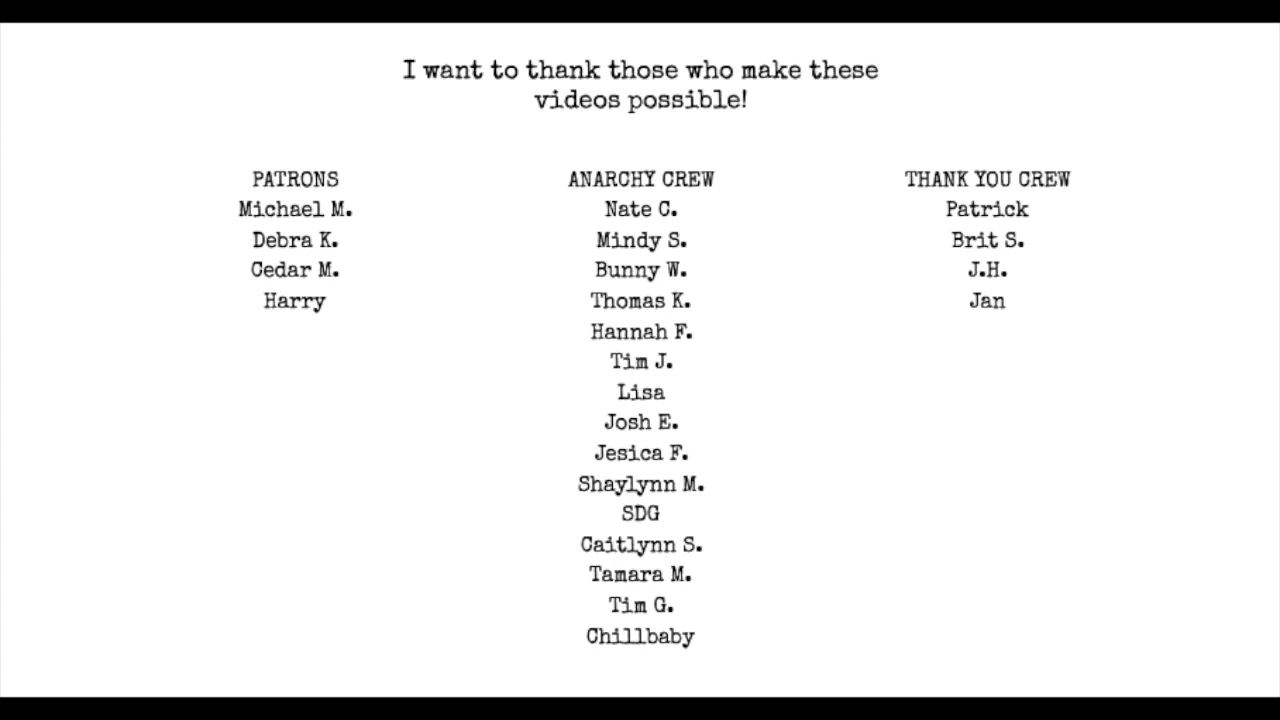 I want to thank those who make these
videos possible!
PATRONS
Michael M.
Debra K.
Cedar M.
Harry
ANARCHY CREW
Nate C.
Mindy S.
Bunny W.
Thomas K.
Hannah F.
Tim J.
Lisa
Josh E.
Jesica F.
Shaylynn M.
SDG
Caitlynn S.
Tamara M.
Tim G.
Chillbaby
THANK YOU CREW
Patrick
Brit S.
J.H.
Jan